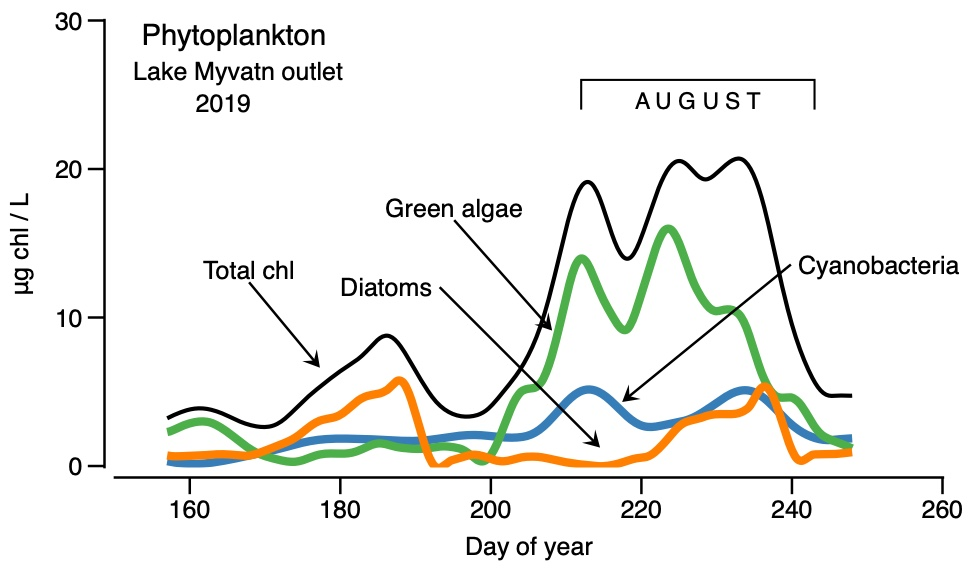 Phytoplankton
Lake Myvatn outlet
2019
AUGUST
30
20
10
0
µg chl / L
Green algae
Total chl
Diatoms
Cyanobacteria
160
180
200
220
240
260
Day of year